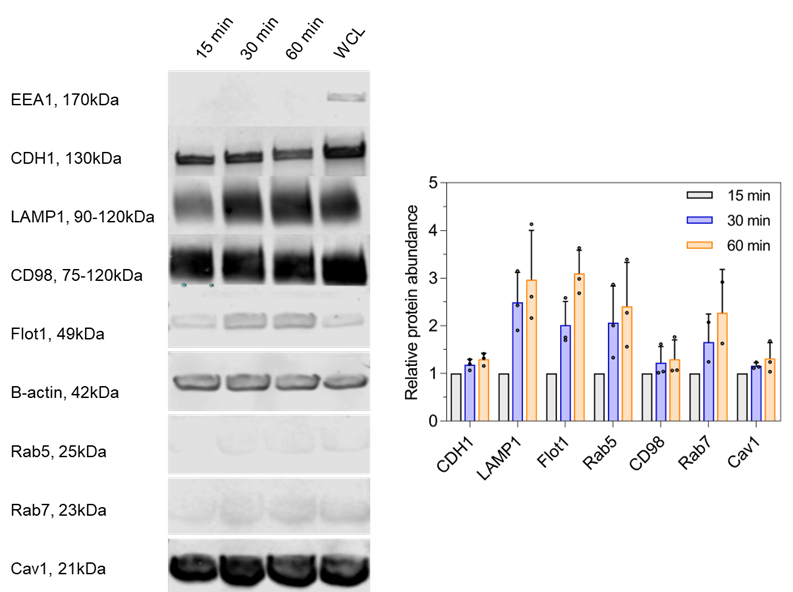 15 min
30 min
60 min
WCL
EEA1, 170kDa
CDH1, 130kDa
LAMP1, 90-120kDa
CD98, 75-120kDa
Flot1, 49kDa
B-actin, 42kDa
Rab5, 25kDa
Rab7, 23kDa
Cav1, 21kDa
Relative protein abundance
5
4
3
2
1
0
15 min
30 min
60 min
CDH1
LAMP1
Flot1
Rab5
CD98
Rab7
Cav1